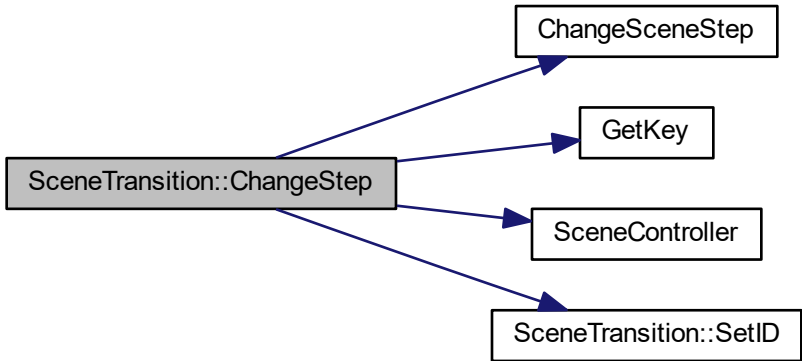 ChangeSceneStep
GetKey
SceneTransition::ChangeStep
SceneController
SceneTransition::SetID